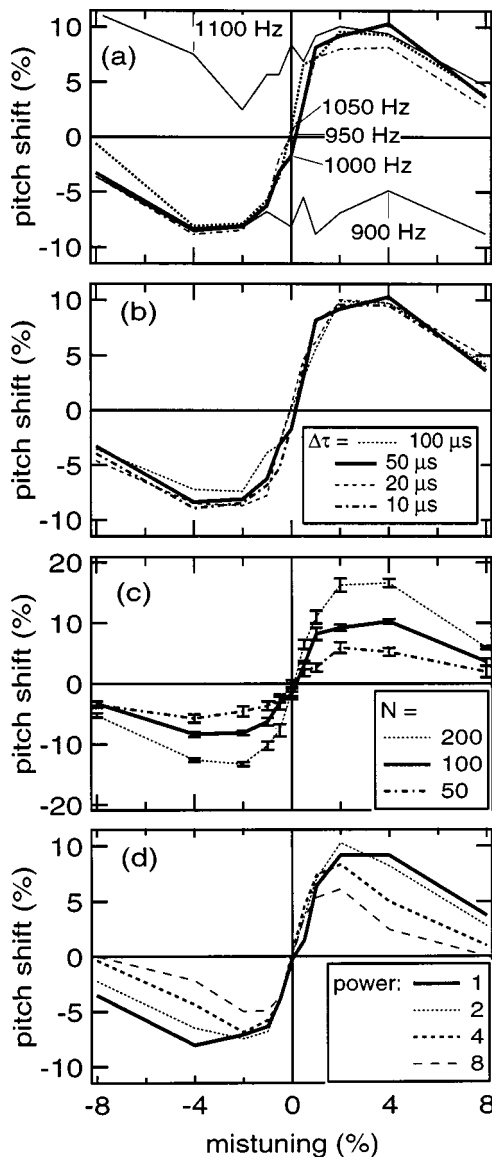 10
5
0
-5
-10
pitch shift (%)
(a)
1100 Hz
1050 Hz
950 Hz
1000 Hz
900 Hz
10
5
0
-5
-10
pitch shift (%)
(b)
Δτ = 100 µs
50 µs
20 µs
10 µs
20
10
0
-10
20
pitch shift (%)
(c)
N =
200
100
50
10
5
0
-5
-10
pitch shift (%)
(d)
power: 1
2
4
8
-8 -4 0 4 8
mistuning (%)